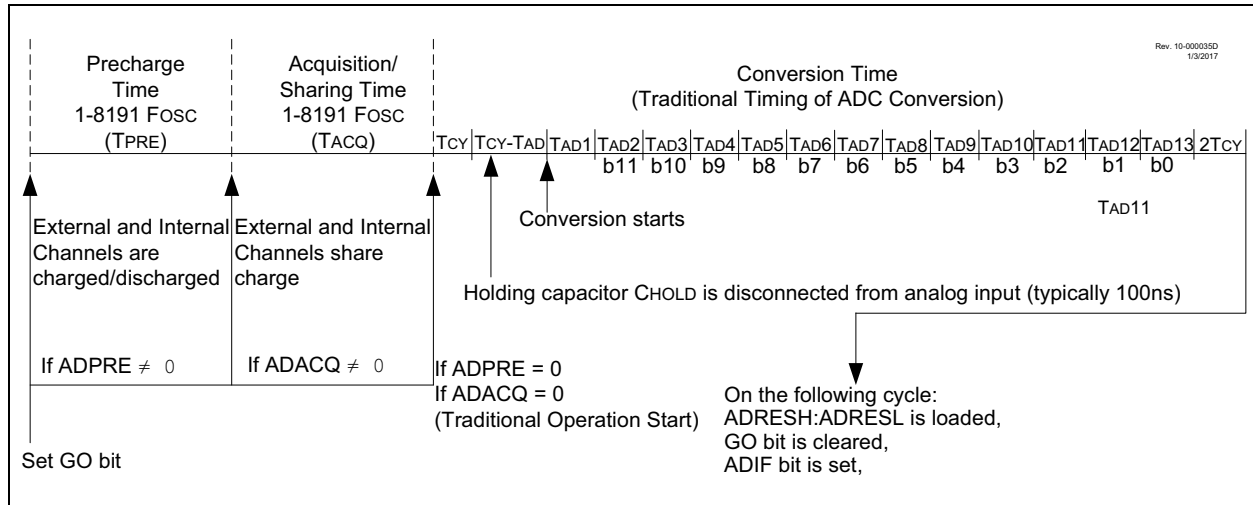 Rev. 10-000035D
1/3/2017
Precharge
Time
1-8191 FOSC
(TPRE)
Acquisition/
Sharing Time
1-8191 FOSC
(TACQ)
Conversion Time
(Traditional Timing of ADC Conversion)
TCY TCY-TAD TAD1 TAD2 TAD3 TAD4 TAD5 TAD6 TAD7 TAD8 TAD9 TAD10 TAD11 TAD12 TAD13 2TCY
b11 b10 b9 b8 b7 b6 b5 b4 b3 b2 b1 b0
TAD11
External and Internal
Channels are
charged/discharged
External and Internal
Channels share
charge
Conversion starts
Holding capacitor CHOLD is disconnected from analog input (typically 100ns)
If ADPRE ≠ 0
If ADACQ ≠ 0
If ADPRE = 0
If ADACQ = 0
(Traditional Operation Start)
On the following cycle:
ADRESH:ADRESL is loaded,
GO bit is cleared,
ADIF bit is set,
Set GO bit